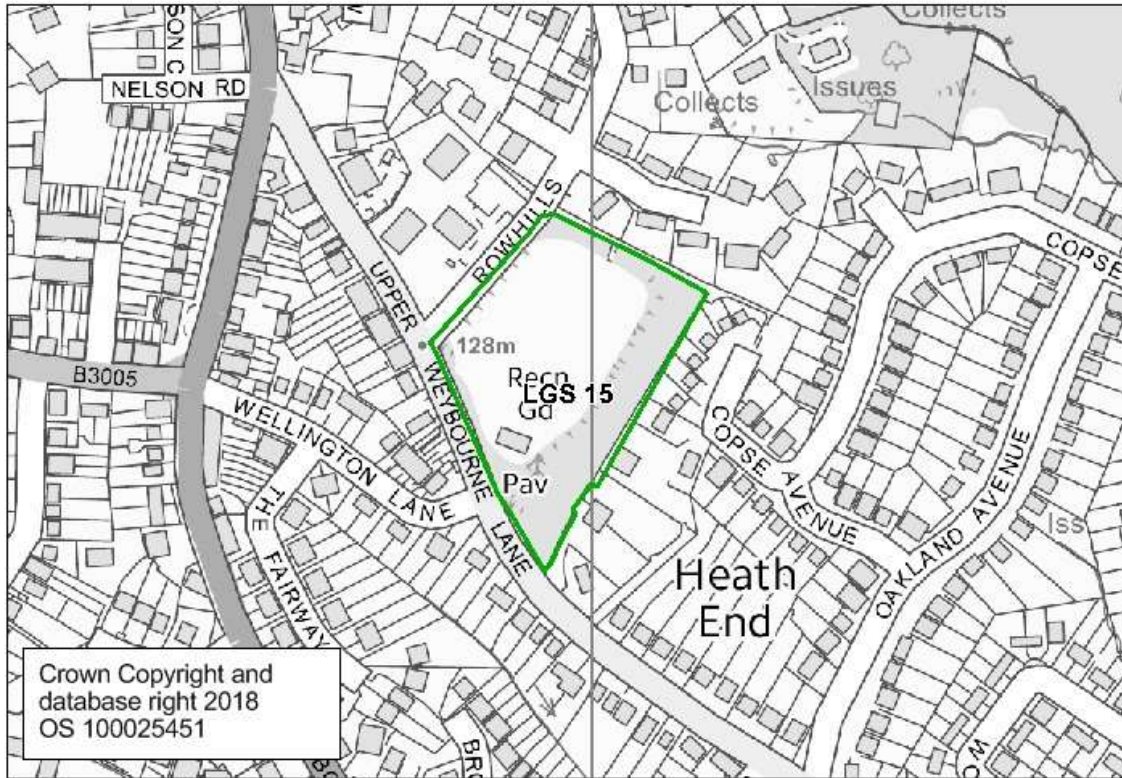 Collects
NELSON RD
Issues
Collects
ROWHILLS
COPSE
UPPER
128m
B3005
Recn
Gd
LGS 15
WEYBOURNE
LANE
WELLINGTON LANE
Pav
COPSE AVENUE
OAKLAND AVENUE
THE
FAIRWAY
Iss
Heath
End
Crown Copyright and
database right 2018
OS 100025451